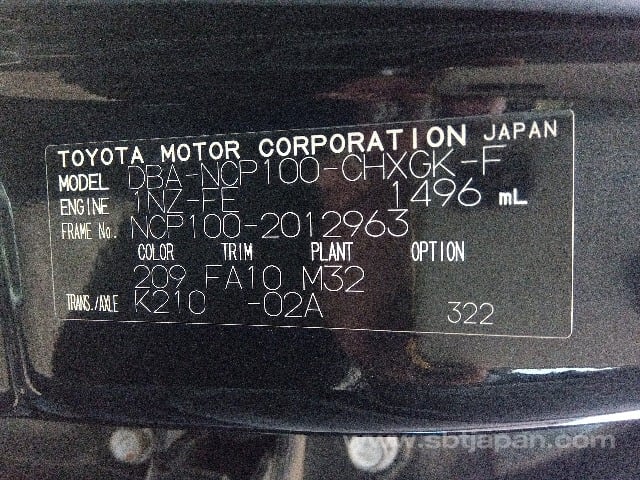 TOYOTA MOTOR CORPORATION JAPAN
MODEL DBA-NCP100-CHXGK-F
ENGINE 1NZ-FE 1496 mL
FRAME No. NCP100-2012963
COLOR TRIM PLANT OPTION
209 FA10 M32
TRANS./AXLE K210 -02A 322
www.sbtjapan.com